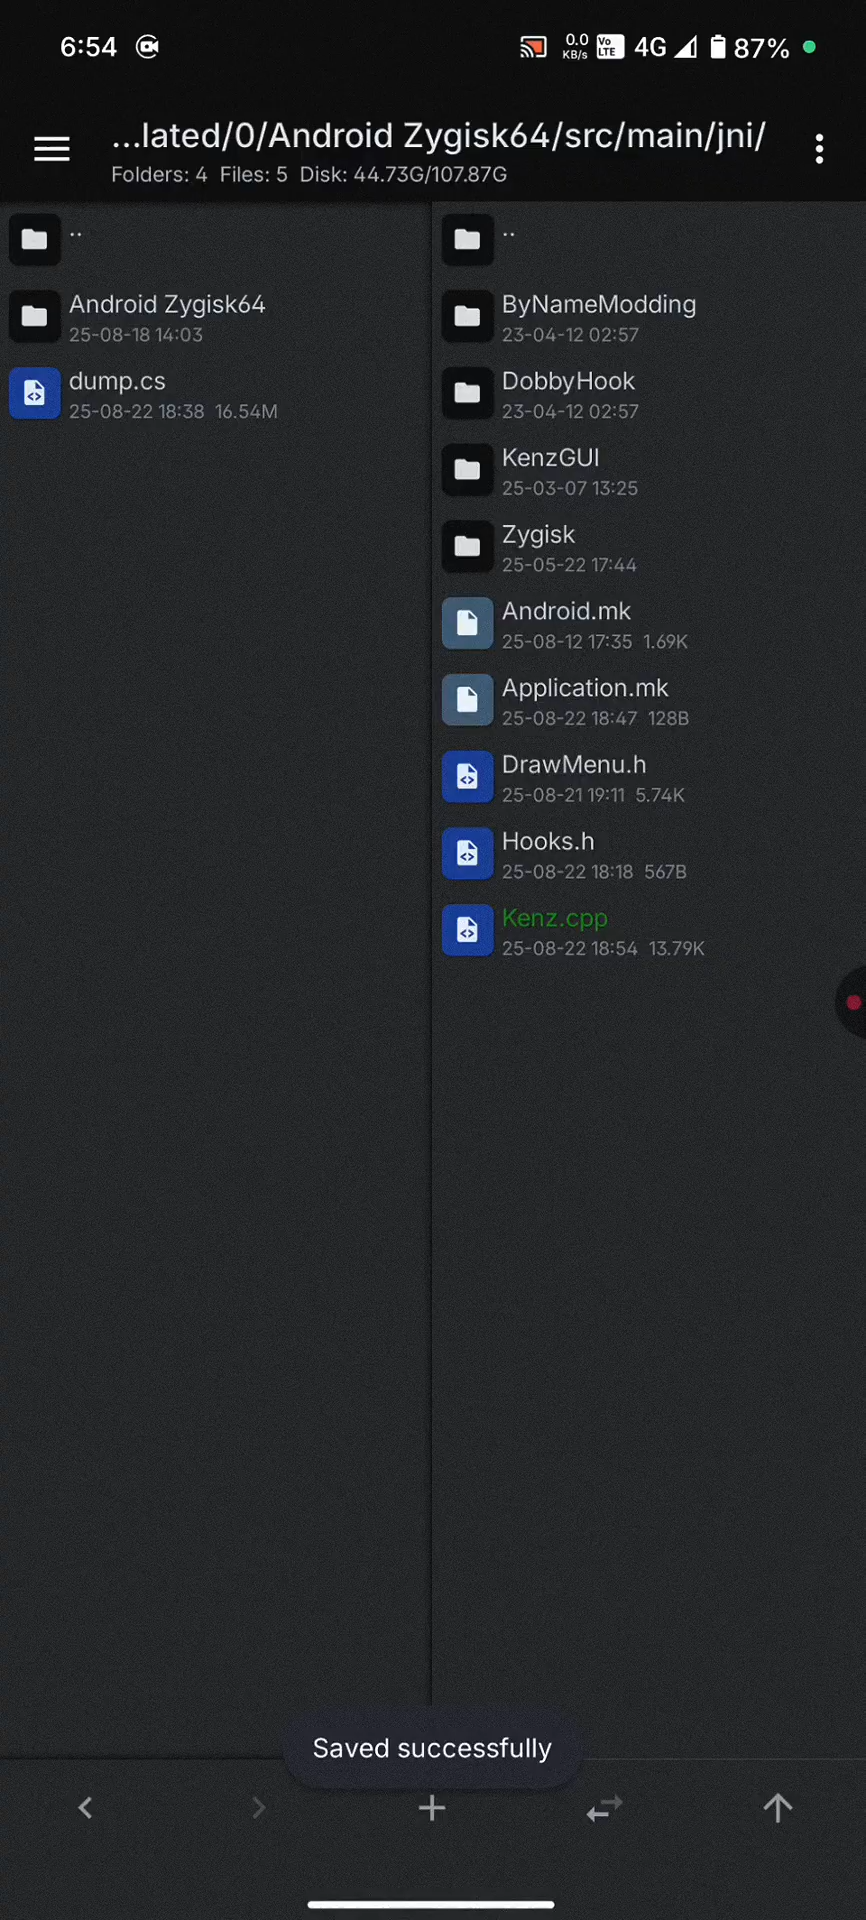 6:54 0.0 KB/s Vo LTE 4G 87%
...lated/0/Android Zygisk64/src/main/jni/
Folders: 4 Files: 5 Disk: 44.73G/107.87G
..
Android Zygisk64
25-08-18 14:03
dump.cs
25-08-22 18:38 16.54M
..
ByNameModding
23-04-12 02:57
DobbyHook
23-04-12 02:57
KenzGUI
25-03-07 13:25
Zygisk
25-05-22 17:44
Android.mk
25-08-12 17:35 1.69K
Application.mk
25-08-22 18:47 128B
DrawMenu.h
25-08-21 19:11 5.74K
Hooks.h
25-08-22 18:18 567B
Kenz.cpp
25-08-22 18:54 13.79K
Saved successfully